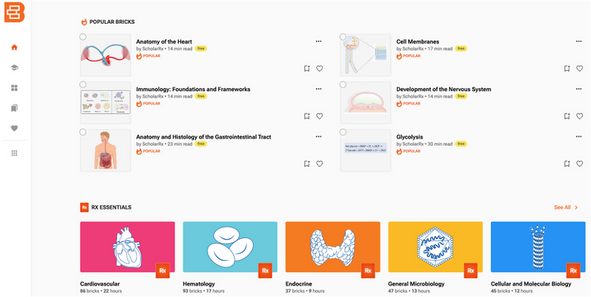 POPULAR BRICKS
Anatomy of the Heart
by ScholarRx • 14 min read free
POPULAR
Cell Membranes
by ScholarRx • 17 min read free
POPULAR
Immunology: Foundations and Frameworks
by ScholarRx • 14 min read free
POPULAR
Development of the Nervous System
by ScholarRx • 14 min read free
POPULAR
Anatomy and Histology of the Gastrointestinal Tract
by ScholarRx • 23 min read free
POPULAR
Glycolysis
by ScholarRx • 30 min read free
POPULAR
Rx RX ESSENTIALS
See All >
Rx
Rx
Rx
Rx
Rx
Cardiovascular
86 bricks • 22 hours
Hematology
93 bricks • 17 hours
Endocrine
37 bricks • 9 hours
General Microbiology
47 bricks • 13 hours
Cellular and Molecular Biology
45 bricks • 12 hours